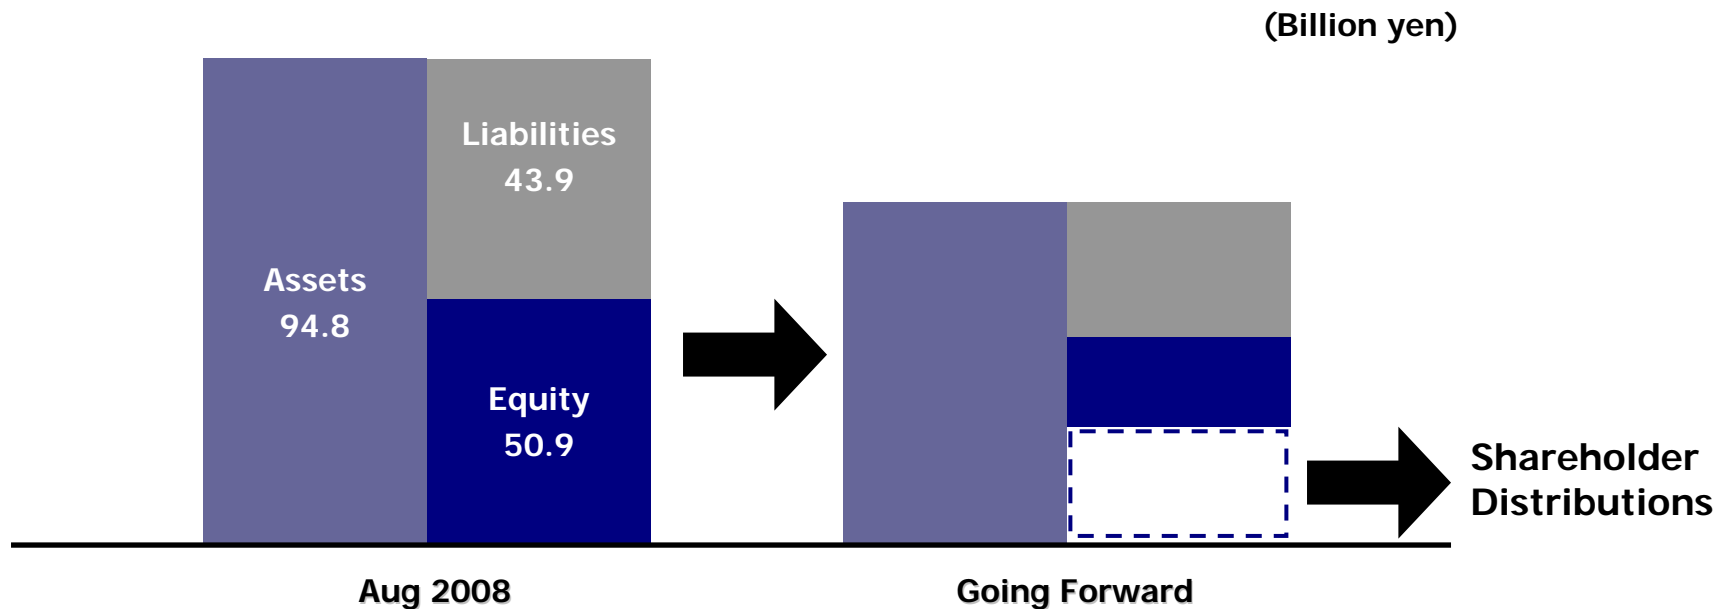 (Billion yen)
Liabilities
43.9
Assets
94.8
Equity
50.9
Shareholder
Distributions
Aug 2008
Going Forward